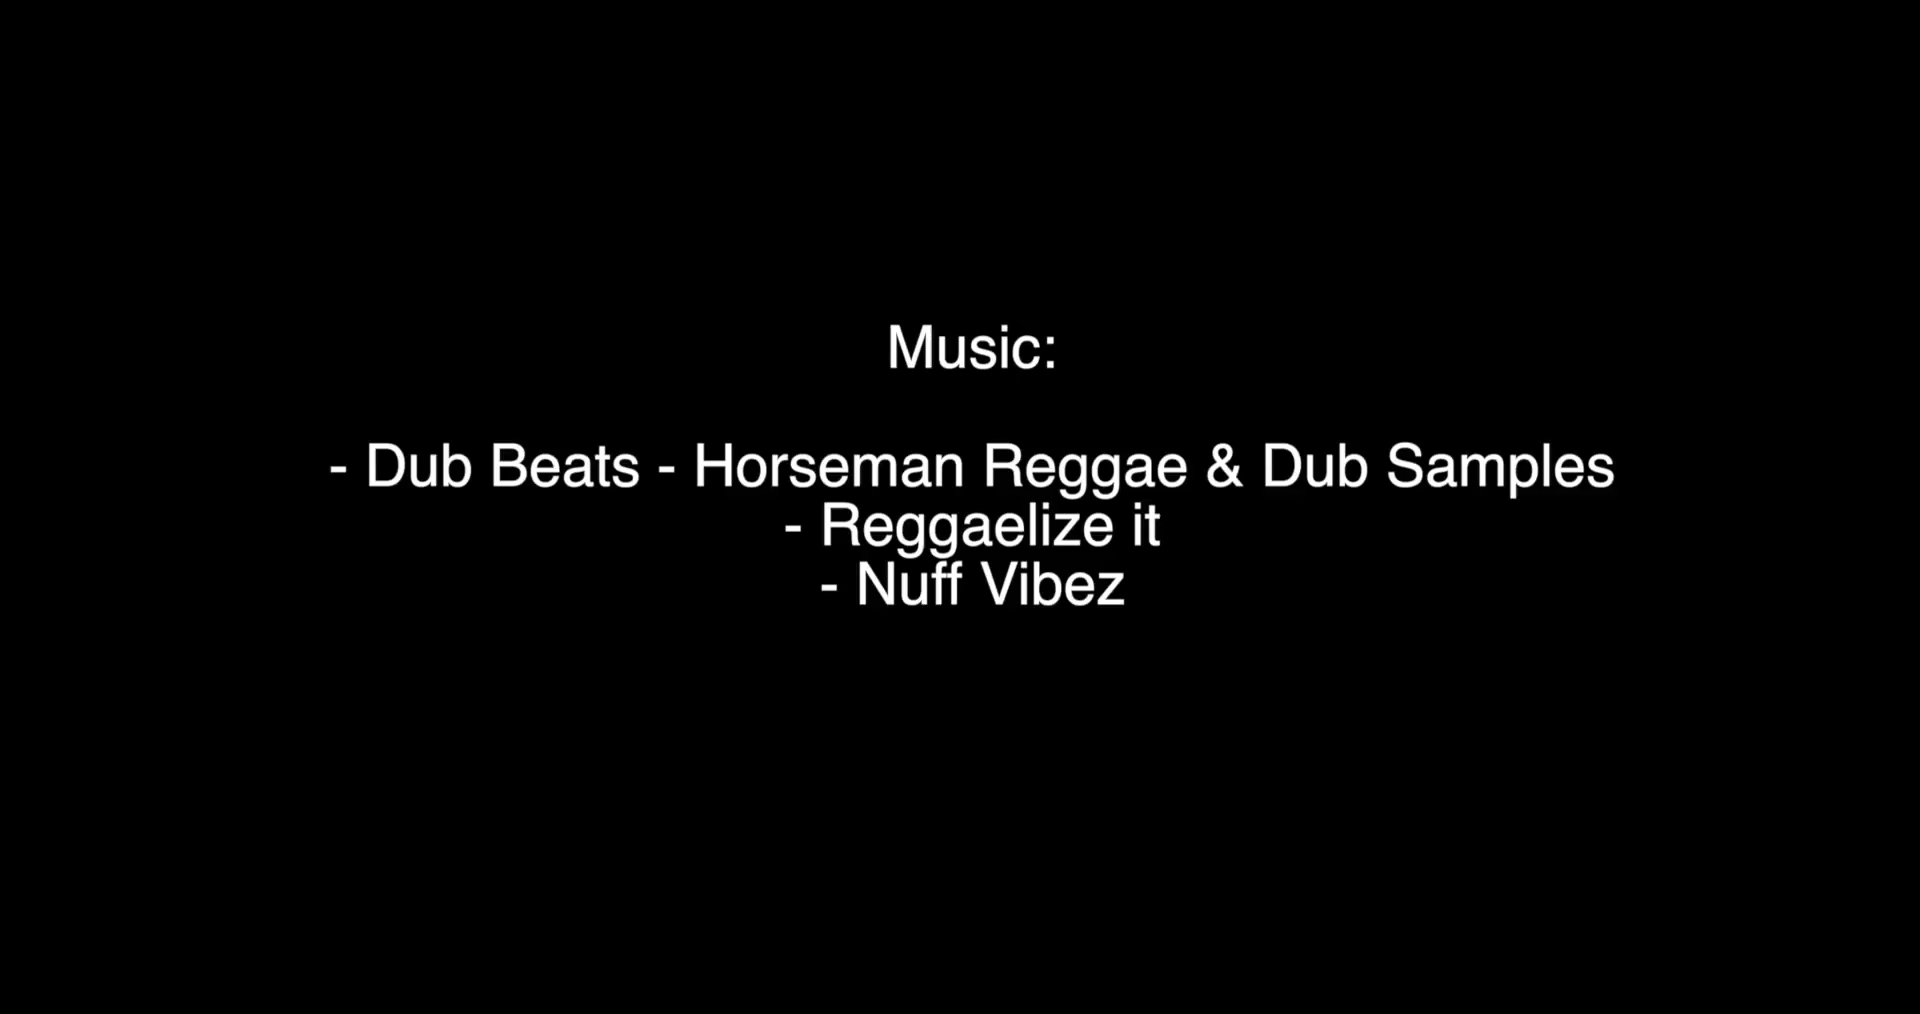 Music:
- Dub Beats - Horseman Reggae & Dub Samples
- Reggaelize it
- Nuff Vibez